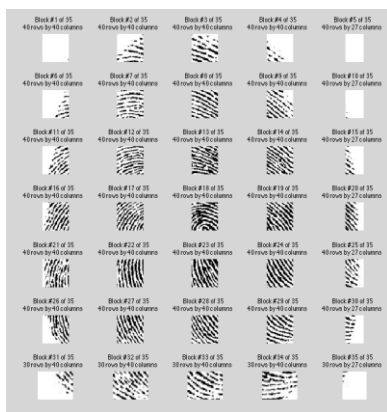 Block #1 of 35
40 rows by 40 columns
Block #2 of 35
40 rows by 40 columns
Block #3 of 35
40 rows by 40 columns
Block #4 of 35
40 rows by 40 columns
Block #5 of 35
40 rows by 27 columns
Block #6 of 35
40 rows by 40 columns
Block #7 of 35
40 rows by 40 columns
Block #8 of 35
40 rows by 40 columns
Block #9 of 35
40 rows by 40 columns
Block #10 of 35
40 rows by 27 columns
Block #11 of 35
40 rows by 40 columns
Block #12 of 35
40 rows by 40 columns
Block #13 of 35
40 rows by 40 columns
Block #14 of 35
40 rows by 40 columns
Block #15 of 35
40 rows by 27 columns
Block #16 of 35
40 rows by 40 columns
Block #17 of 35
40 rows by 40 columns
Block #18 of 35
40 rows by 40 columns
Block #19 of 35
40 rows by 40 columns
Block #20 of 35
40 rows by 27 columns
Block #21 of 35
40 rows by 40 columns
Block #22 of 35
40 rows by 40 columns
Block #23 of 35
40 rows by 40 columns
Block #24 of 35
40 rows by 40 columns
Block #25 of 35
40 rows by 27 columns
Block #26 of 35
40 rows by 40 columns
Block #27 of 35
40 rows by 40 columns
Block #28 of 35
40 rows by 40 columns
Block #29 of 35
40 rows by 40 columns
Block #30 of 35
40 rows by 27 columns
Block #31 of 35
30 rows by 40 columns
Block #32 of 35
30 rows by 40 columns
Block #33 of 35
30 rows by 40 columns
Block #34 of 35
30 rows by 40 columns
Block #35 of 35
30 rows by 27 columns